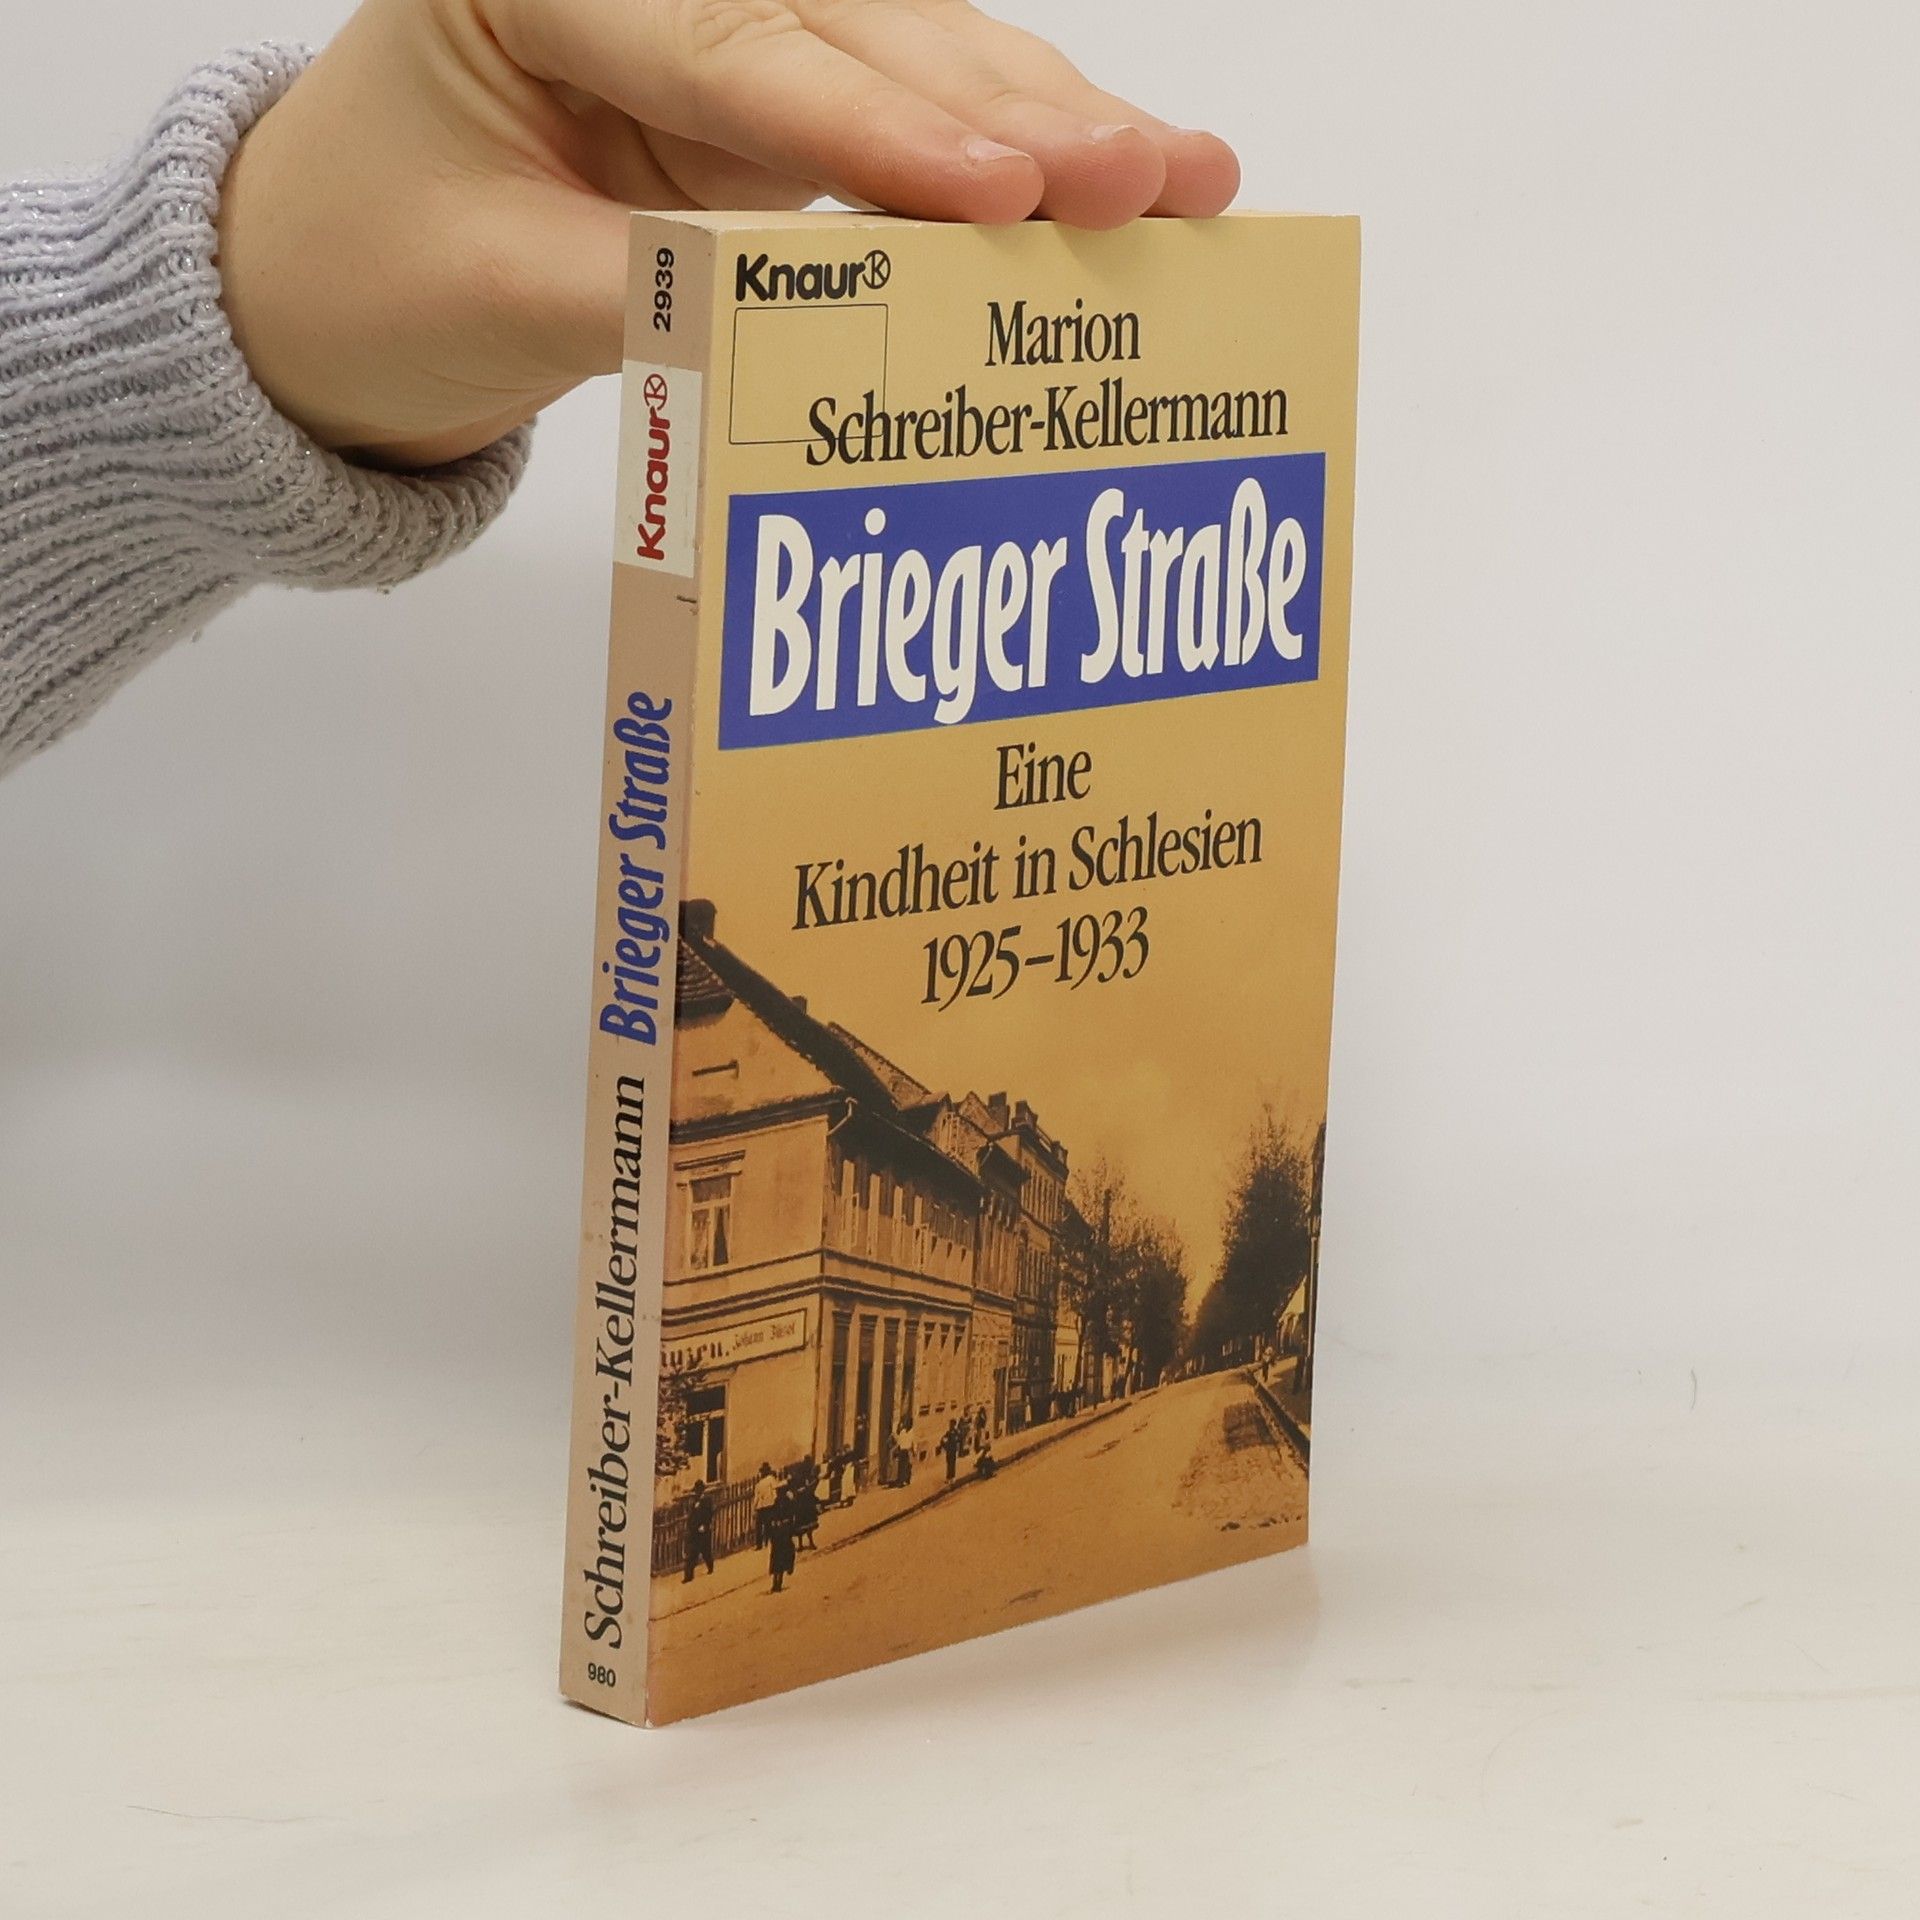 Knaur
Marion
Schreiber-Kellermann
Brieger Straße
Eine
Kindheit in Schlesien
1925–1933
2939
Knaur
Schreiber-Kellermann Brieger Straße
980